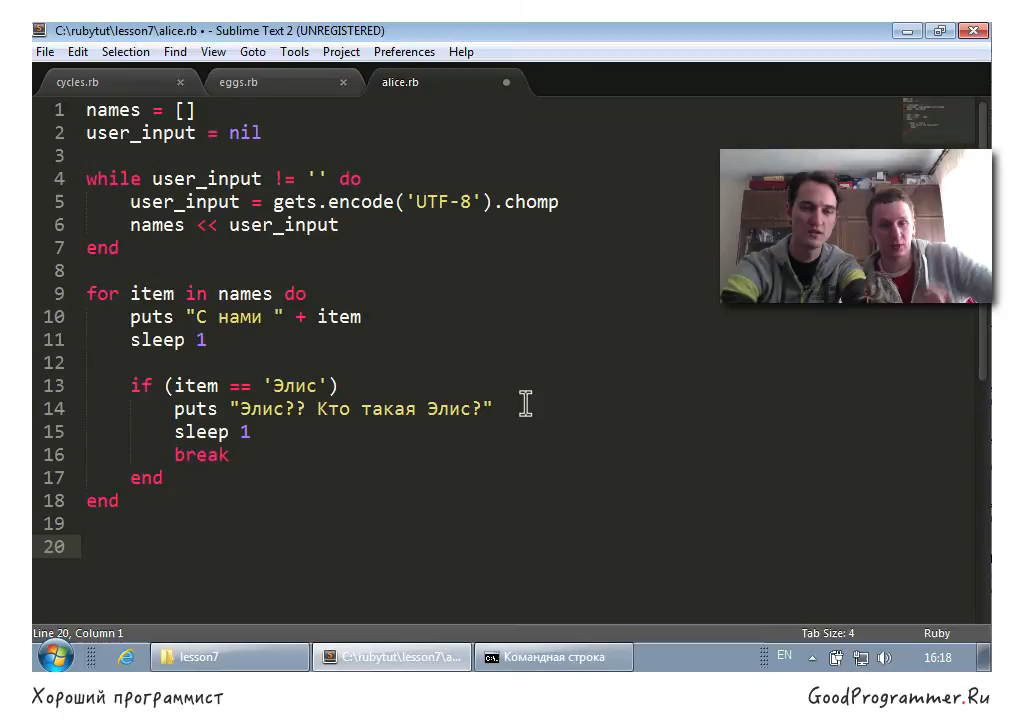 C:\rubytut\lesson7\alice.rb • - Sublime Text 2 (UNREGISTERED)
File Edit Selection Find View Goto Tools Project Preferences Help
cycles.rb × eggs.rb × alice.rb
1 names = []
2 user_input = nil
3
4 while user_input != '' do
5 user_input = gets.encode('UTF-8').chomp
6 names << user_input
7 end
8
9 for item in names do
10 puts "С нами " + item
11 sleep 1
12
13 if (item == 'Элис')
14 puts "Элис?? Кто такая Элис?"
15 sleep 1
16 break
17 end
18 end
19
20
Line 20, Column 1 Tab Size: 4 Ruby
lesson7 C:\rubytut\lesson7\a... Командная строка EN 16:18
Хороший программист GoodProgrammer.Ru